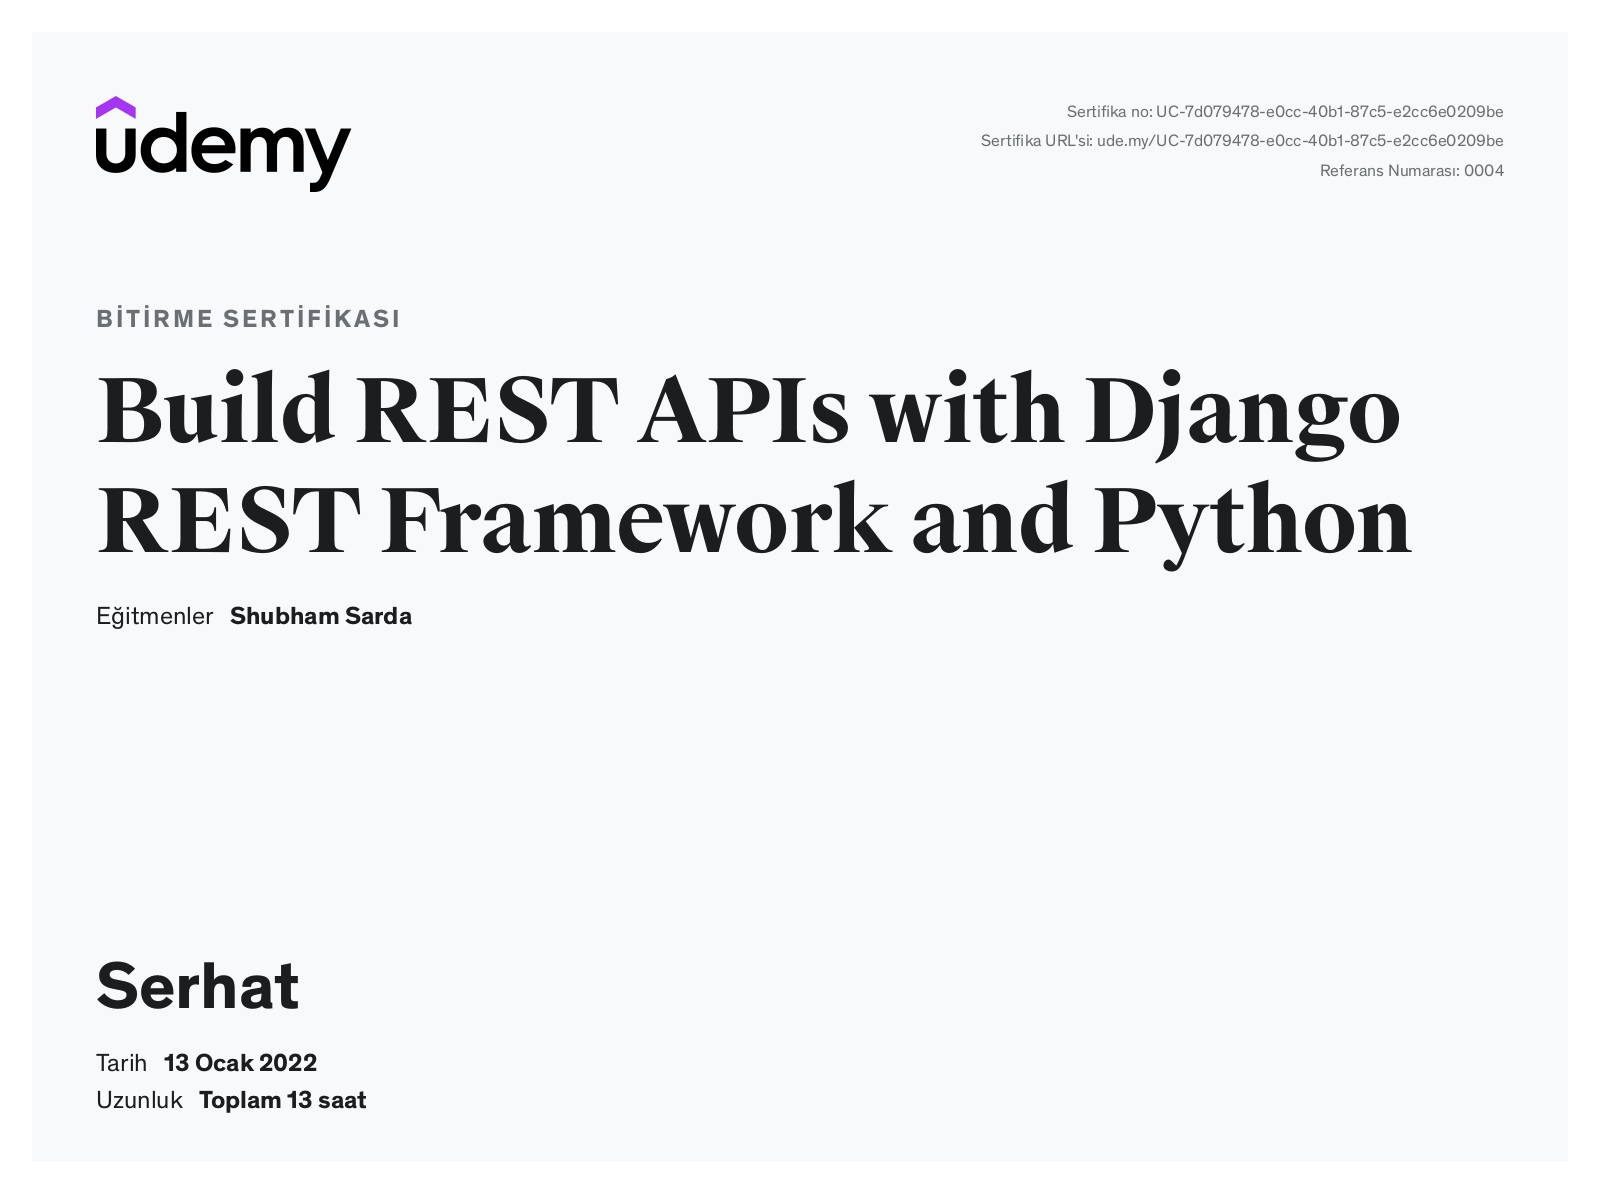 udemy
Sertifika no: UC-7d079478-e0cc-40b1-87c5-e2cc6e0209be
Sertifika URL'si: ude.my/UC-7d079478-e0cc-40b1-87c5-e2cc6e0209be
Referans Numarası: 0004
BİTİRME SERTİFİKASI
Build REST APIs with Django
REST Framework and Python
Eğitmenler Shubham Sarda
Serhat
Tarih 13 Ocak 2022
Uzunluk Toplam 13 saat